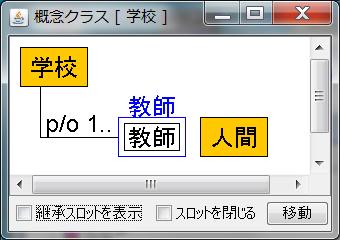 概念クラス [ 学校 ]
学校
教師
p/o 1..
教師
人間
継承スロットを表示
スロットを閉じる
移動